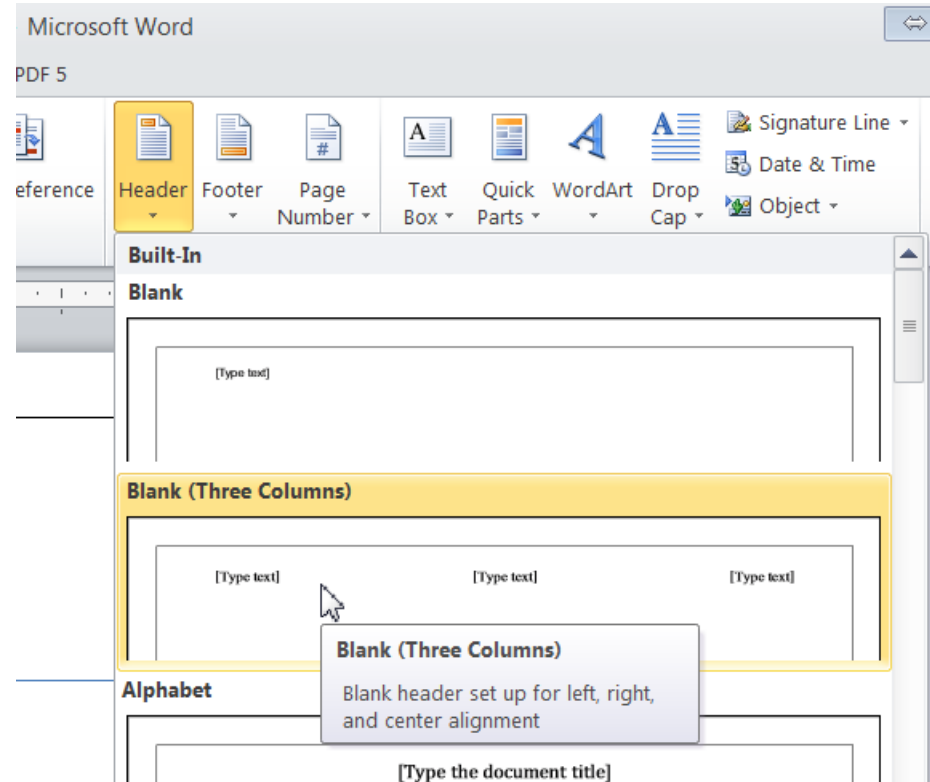 Microsoft Word
PDF 5
eference
Header
Footer
Page
Number
Text
Box
Quick
Parts
WordArt
Drop
Cap
Signature Line
Date & Time
Object
Built-In
Blank
[Type text]
Blank (Three Columns)
[Type text] [Type text] [Type text]
Blank (Three Columns)
Blank header set up for left, right,
and center alignment
Alphabet
[Type the document title]